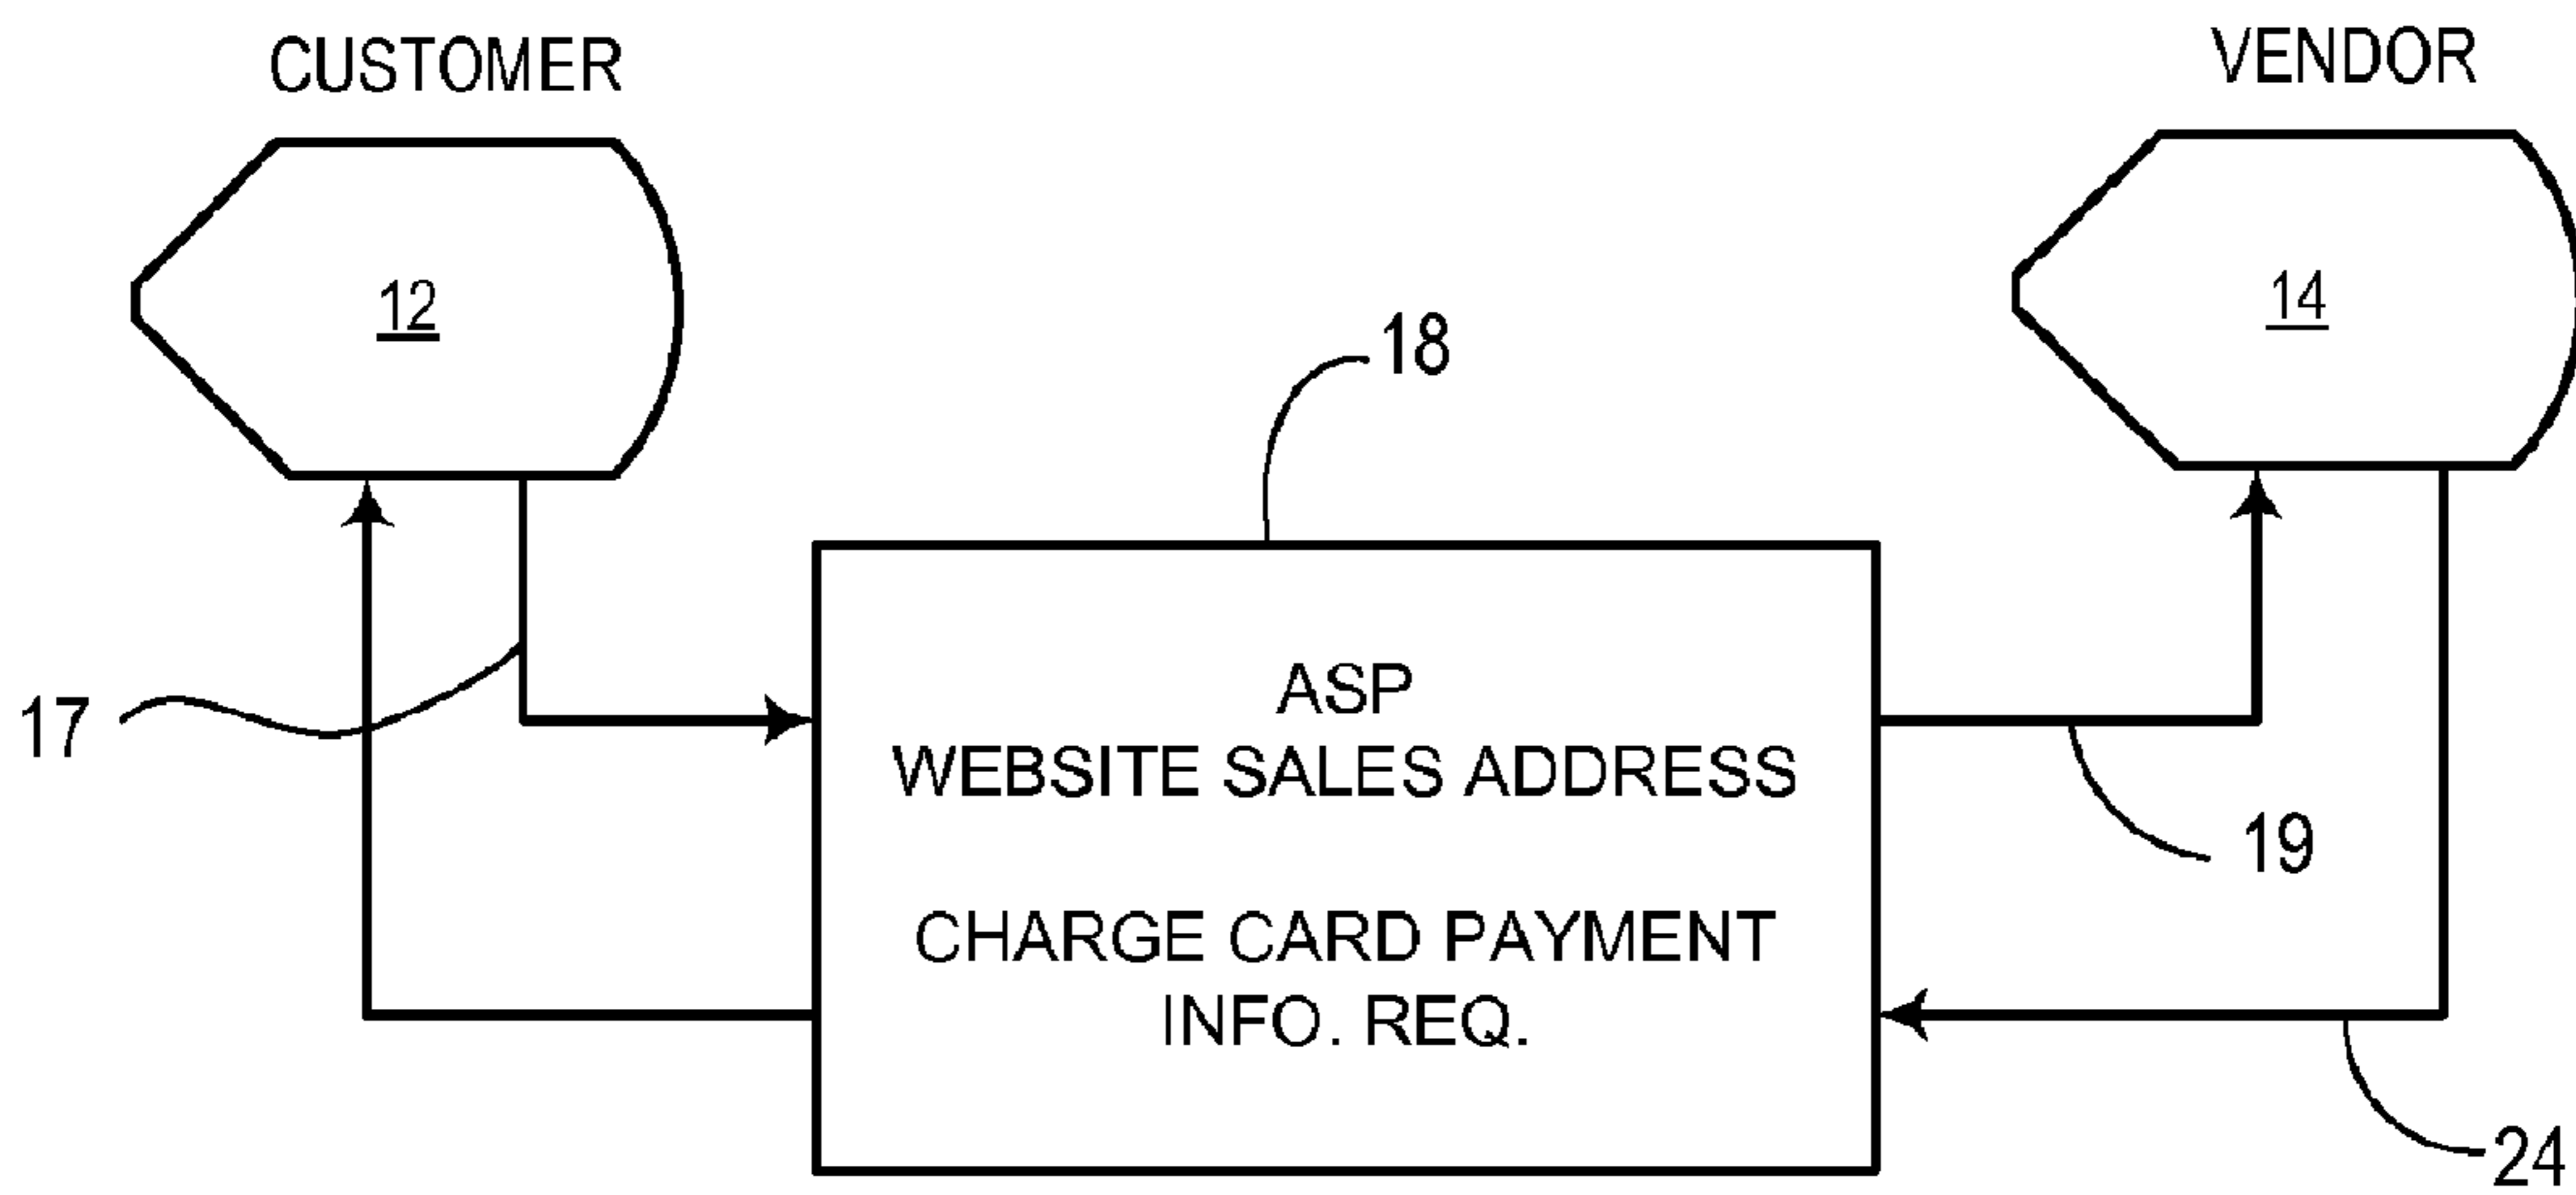 CUSTOMER
VENDOR
12
14
18
17
ASP
WEBSITE SALES ADDRESS
19
CHARGE CARD PAYMENT
INFO. REQ.
24